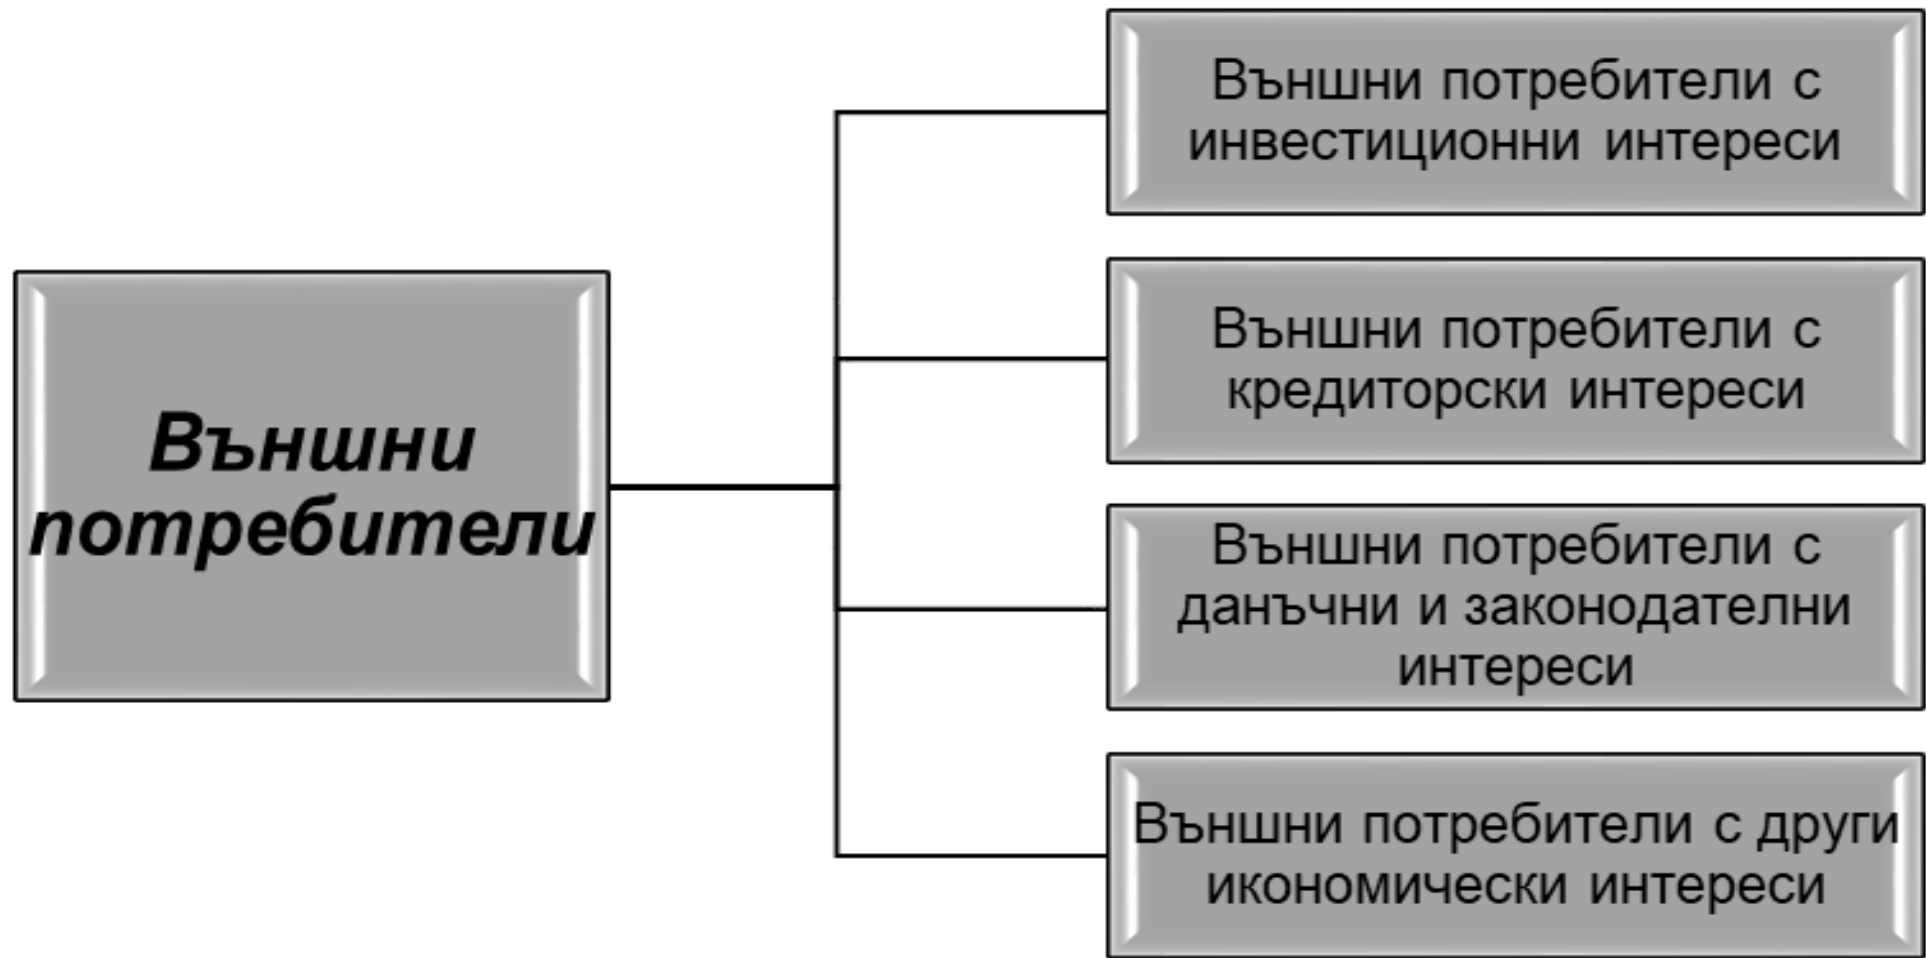 Външни
потребители
Външни потребители с
инвестиционни интереси
Външни потребители с
кредиторски интереси
Външни потребители с
данъчни и законодателни
интереси
Външни потребители с други
икономически интереси